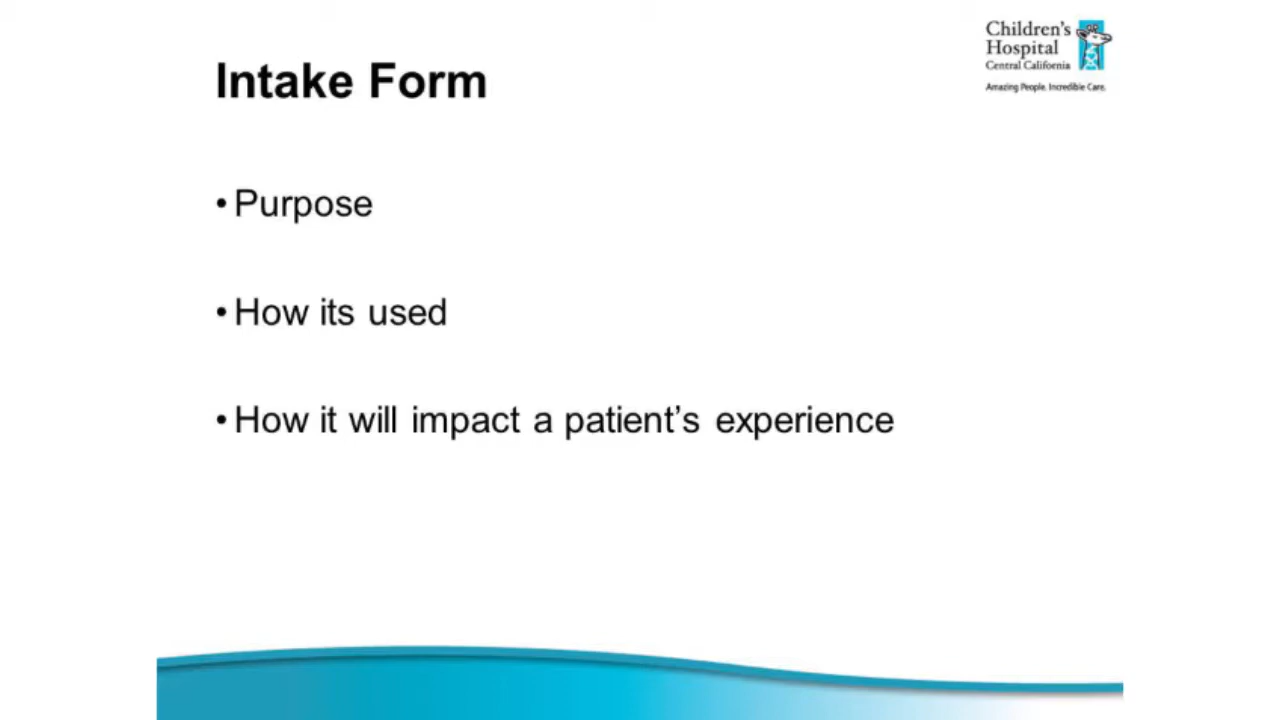 Children's
Hospital
Central California
Amazing People. Incredible Care.
Intake Form
• Purpose
• How its used
• How it will impact a patient’s experience